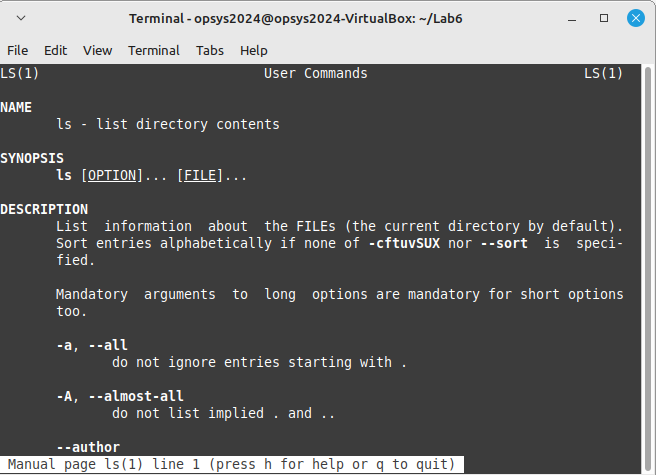 Terminal - opsys2024@opsys2024-VirtualBox: ~/Lab6
File Edit View Terminal Tabs Help
LS(1) User Commands LS(1)
NAME
ls - list directory contents
SYNOPSIS
ls [OPTION]... [FILE]...
DESCRIPTION
List information about the FILEs (the current directory by default).
Sort entries alphabetically if none of -cftuvSUX nor --sort is speci-
fied.
Mandatory arguments to long options are mandatory for short options
too.
-a, --all
do not ignore entries starting with .
-A, --almost-all
do not list implied . and ..
--author
Manual page ls(1) line 1 (press h for help or q to quit)